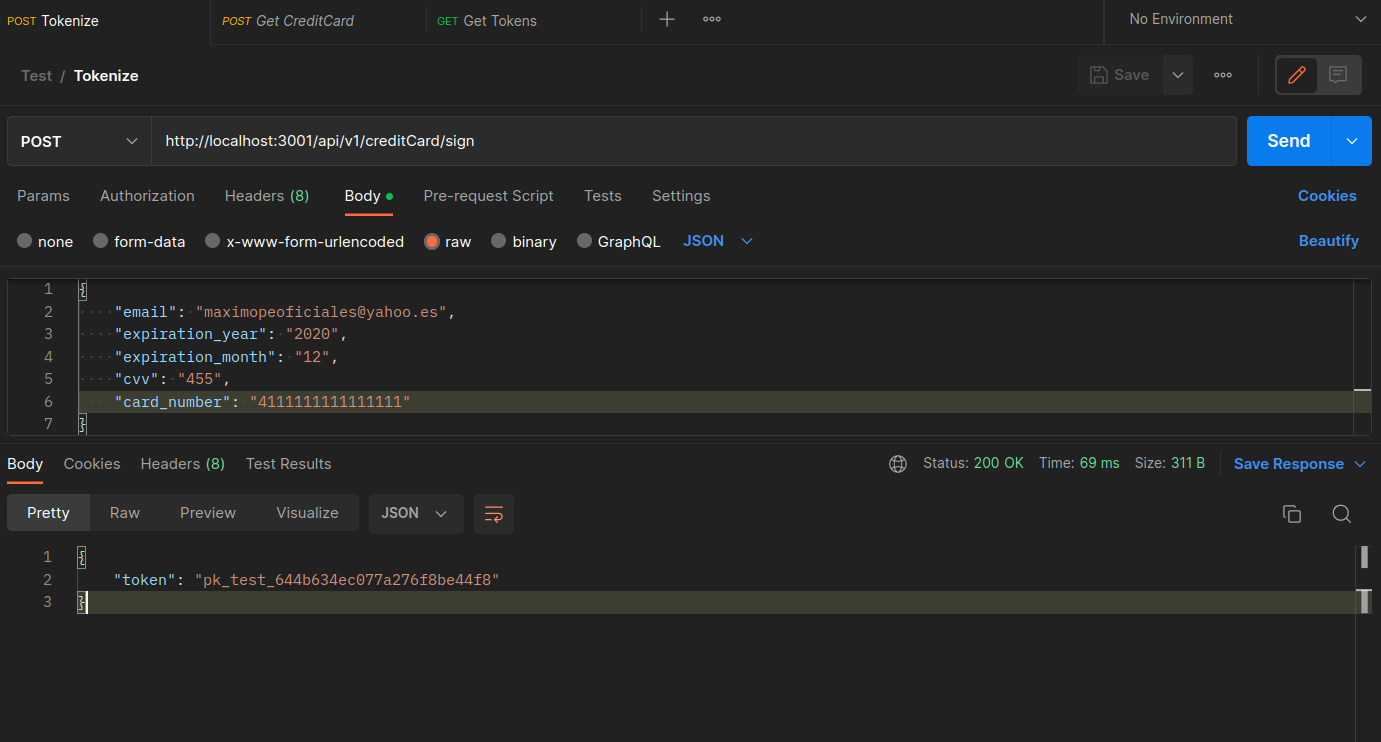 POST Tokenize POST Get CreditCard GET Get Tokens No Environment
Test / Tokenize Save
POST http://localhost:3001/api/v1/creditCard/sign Send
Params Authorization Headers (8) Body Pre-request Script Tests Settings Cookies
none form-data x-www-form-urlencoded raw binary GraphQL JSON Beautify
1 {
2 "email": "maximopeoficiales@yahoo.es",
3 "expiration_year": "2020",
4 "expiration_month": "12",
5 "cvv": "455",
6 "card_number": "4111111111111111"
7 }
Body Cookies Headers (8) Test Results Status: 200 OK Time: 69 ms Size: 311 B Save Response
Pretty Raw Preview Visualize JSON
1 {
2 "token": "pk_test_644b634ec077a276f8be44f8"
3 }